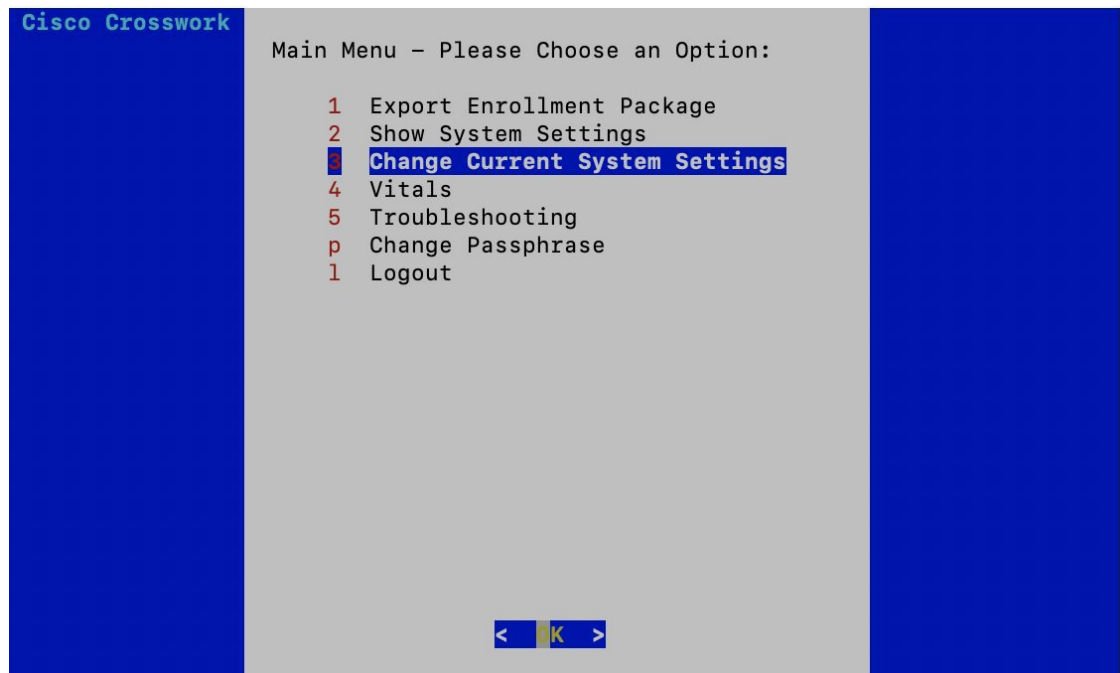 Cisco Crosswork
Main Menu – Please Choose an Option:
1 Export Enrollment Package
2 Show System Settings
3 Change Current System Settings
4 Vitals
5 Troubleshooting
p Change Passphrase
l Logout
< OK >